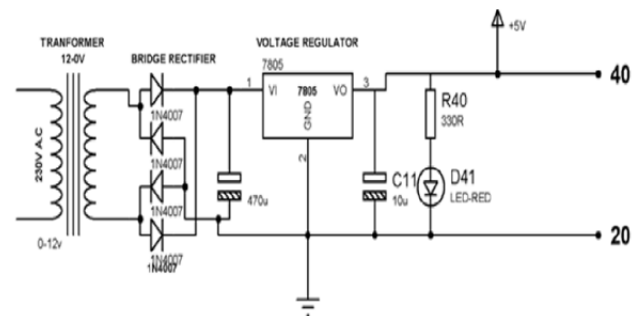 +5V
TRANFORMER
12-0V
BRIDGE RECTIFIER
VOLTAGE REGULATOR
7805
1
VI
7805
VO
3
GND
2
40
R40
330R
1N4007
1N4007
1N4007
1N4007
1N4007
230V A.C
470u
C11
10u
D41
LED-RED
0-12v
20